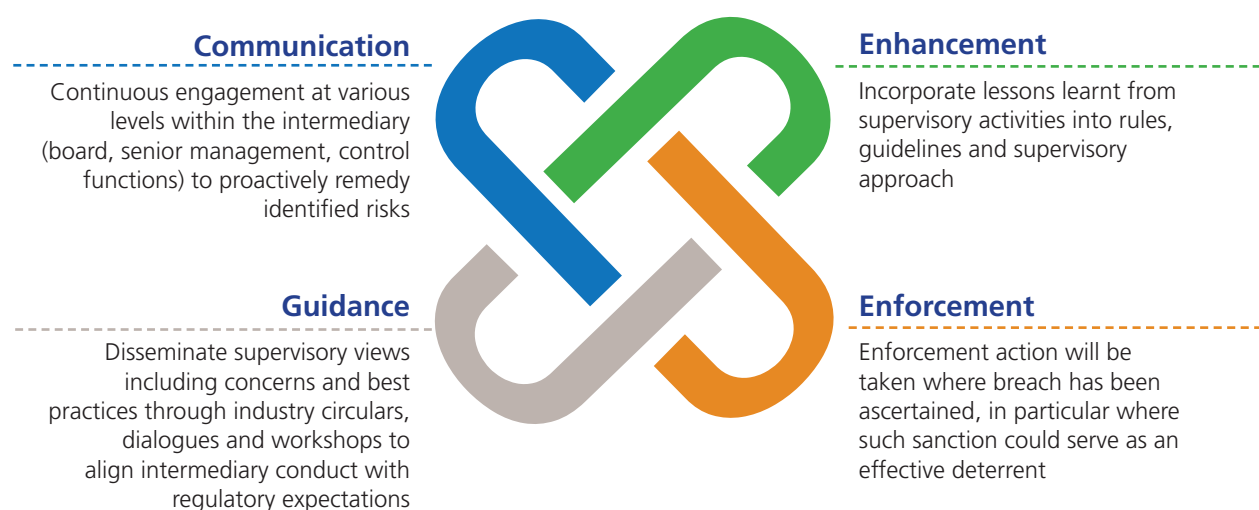 Communication
Continuous engagement at various
levels within the intermediary
(board, senior management, control
functions) to proactively remedy
identified risks
Enhancement
Incorporate lessons learnt from
supervisory activities into rules,
guidelines and supervisory
approach
Guidance
Disseminate supervisory views
including concerns and best
practices through industry circulars,
dialogues and workshops to
align intermediary conduct with
regulatory expectations
Enforcement
Enforcement action will be
taken where breach has been
ascertained, in particular where
such sanction could serve as an
effective deterrent